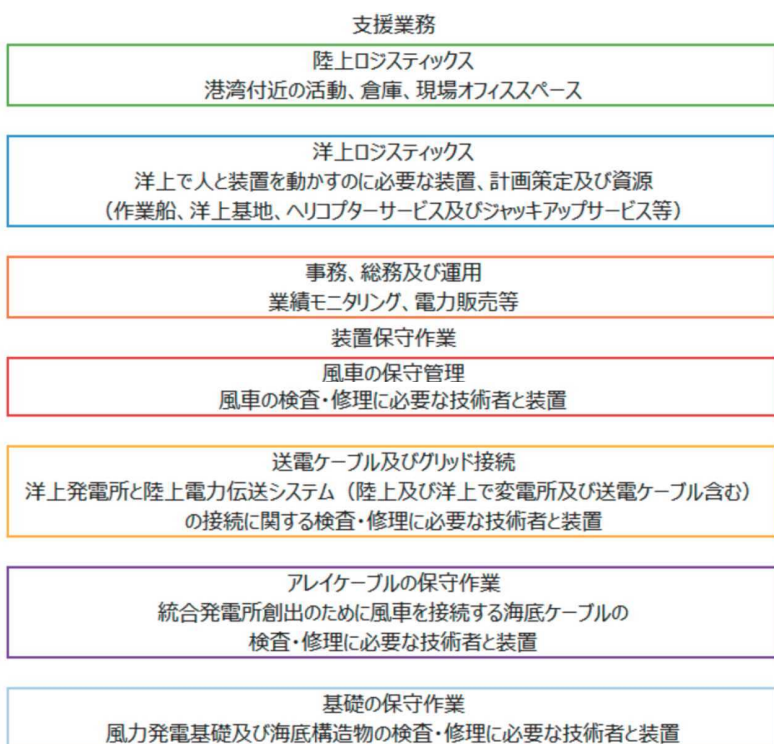 支援業務
陸上ロジスティックス
港湾付近の活動、倉庫、現場オフィススペース
洋上ロジスティックス
洋上で人と装置を動かすのに必要な装置、計画策定及び資源
（作業船、洋上基地、ヘリコプターサービス及びジャッキアップサービス等）
事務、総務及び運用
業績モニタリング、電力販売等
装置保守作業
風車の保守管理
風車の検査・修理に必要な技術者と装置
送電ケーブル及びグリッド接続
洋上発電所と陸上電力伝送システム（陸上及び洋上で変電所及び送電ケーブル含む）
の接続に関する検査・修理に必要な技術者と装置
アレイケーブルの保守作業
統合発電所創出のために風車を接続する海底ケーブルの
検査・修理に必要な技術者と装置
基礎の保守作業
風力発電基礎及び海底構造物の検査・修理に必要な技術者と装置